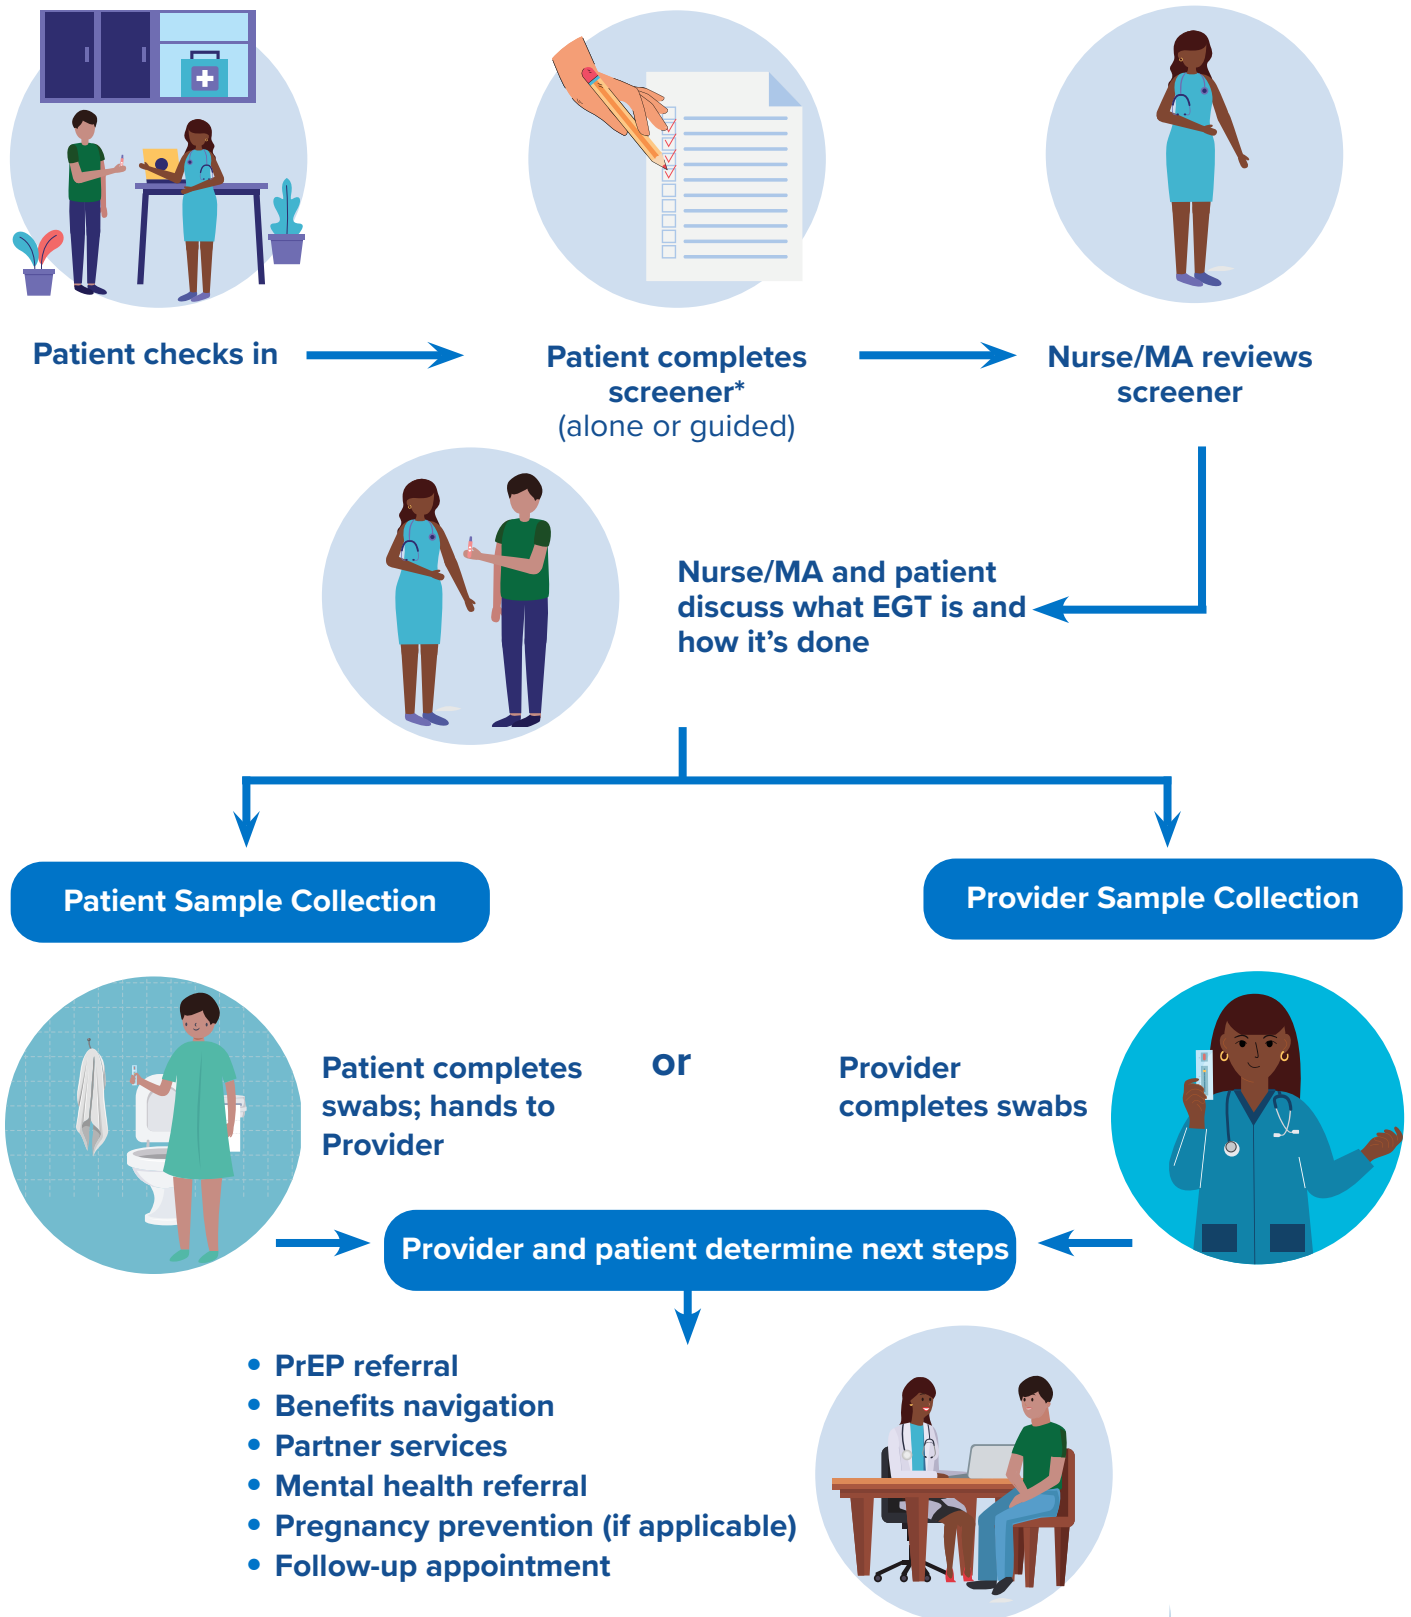 Patient checks in
Patient completes
screener*
(alone or guided)
Nurse/MA reviews
screener
Nurse/MA and patient
discuss what EGT is and
how it’s done
Patient Sample Collection
Provider Sample Collection
Patient completes
swabs; hands to
Provider
or
Provider
completes swabs
Provider and patient determine next steps
• PrEP referral
• Benefits navigation
• Partner services
• Mental health referral
• Pregnancy prevention (if applicable)
• Follow-up appointment